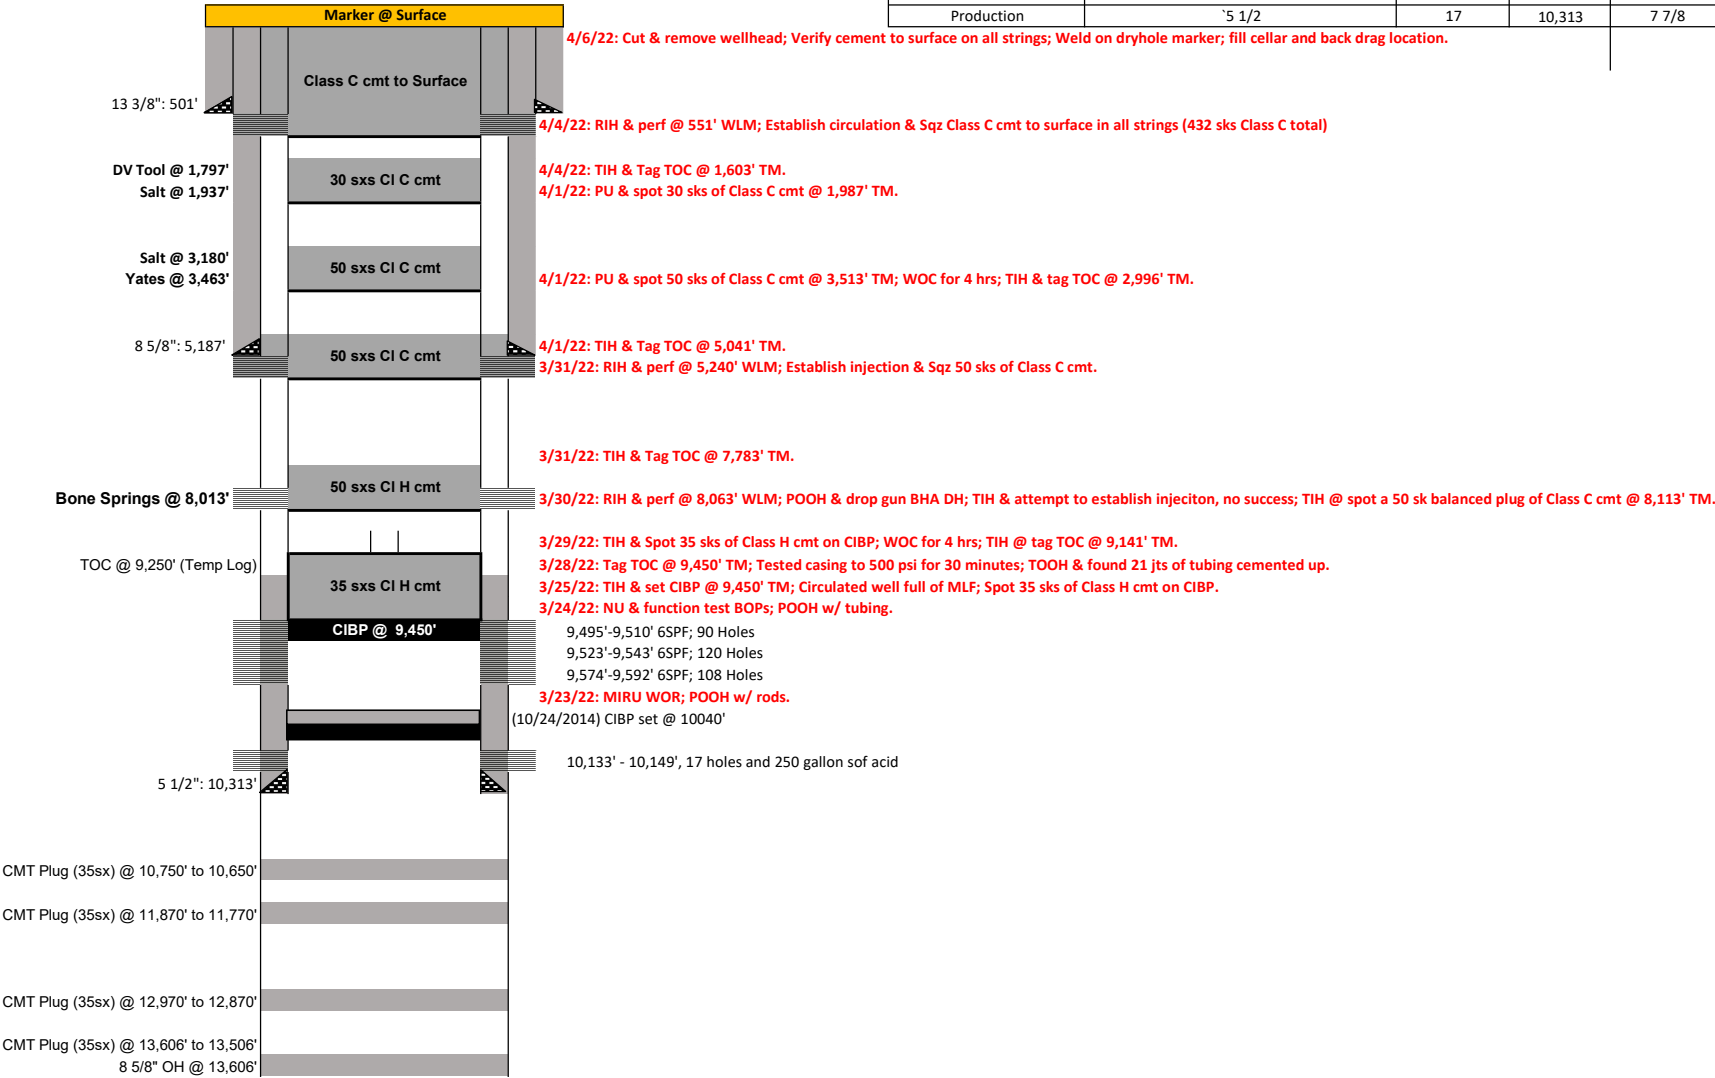 Production `5 1/2 17 10,313 7 7/8
Marker @ Surface
4/6/22: Cut & remove wellhead; Verify cement to surface on all strings; Weld on dryhole marker; fill cellar and back drag location.
Class C cmt to Surface
13 3/8": 501'
4/4/22: RIH & perf @ 551' WLM; Establish circulation & Sqz Class C cmt to surface in all strings (432 sks Class C total)
DV Tool @ 1,797'
4/4/22: TIH & Tag TOC @ 1,603' TM.
30 sxs Cl C cmt
Salt @ 1,937'
4/1/22: PU & spot 30 sks of Class C cmt @ 1,987' TM.
Salt @ 3,180'
50 sxs Cl C cmt
Yates @ 3,463'
4/1/22: PU & spot 50 sks of Class C cmt @ 3,513' TM; WOC for 4 hrs; TIH & tag TOC @ 2,996' TM.
8 5/8": 5,187'
4/1/22: TIH & Tag TOC @ 5,041' TM.
50 sxs Cl C cmt
3/31/22: RIH & perf @ 5,240' WLM; Establish injection & Sqz 50 sks of Class C cmt.
3/31/22: TIH & Tag TOC @ 7,783' TM.
50 sxs Cl H cmt
Bone Springs @ 8,013'
3/30/22: RIH & perf @ 8,063' WLM; POOH & drop gun BHA DH; TIH & attempt to establish injeciton, no success; TIH @ spot a 50 sk balanced plug of Class C cmt @ 8,113' TM.
3/29/22: TIH & Spot 35 sks of Class H cmt on CIBP; WOC for 4 hrs; TIH @ tag TOC @ 9,141' TM.
TOC @ 9,250' (Temp Log)
3/28/22: Tag TOC @ 9,450' TM; Tested casing to 500 psi for 30 minutes; TOOH & found 21 jts of tubing cemented up.
35 sxs Cl H cmt
3/25/22: TIH & set CIBP @ 9,450' TM; Circulated well full of MLF; Spot 35 sks of Class H cmt on CIBP.
3/24/22: NU & function test BOPs; POOH w/ tubing.
CIBP @ 9,450'
9,495'-9,510' 6SPF; 90 Holes
9,523'-9,543' 6SPF; 120 Holes
9,574'-9,592' 6SPF; 108 Holes
3/23/22: MIRU WOR; POOH w/ rods.
(10/24/2014) CIBP set @ 10040'
10,133' - 10,149', 17 holes and 250 gallon sof acid
5 1/2": 10,313'
CMT Plug (35sx) @ 10,750' to 10,650'
CMT Plug (35sx) @ 11,870' to 11,770'
CMT Plug (35sx) @ 12,970' to 12,870'
CMT Plug (35sx) @ 13,606' to 13,506'
8 5/8" OH @ 13,606'